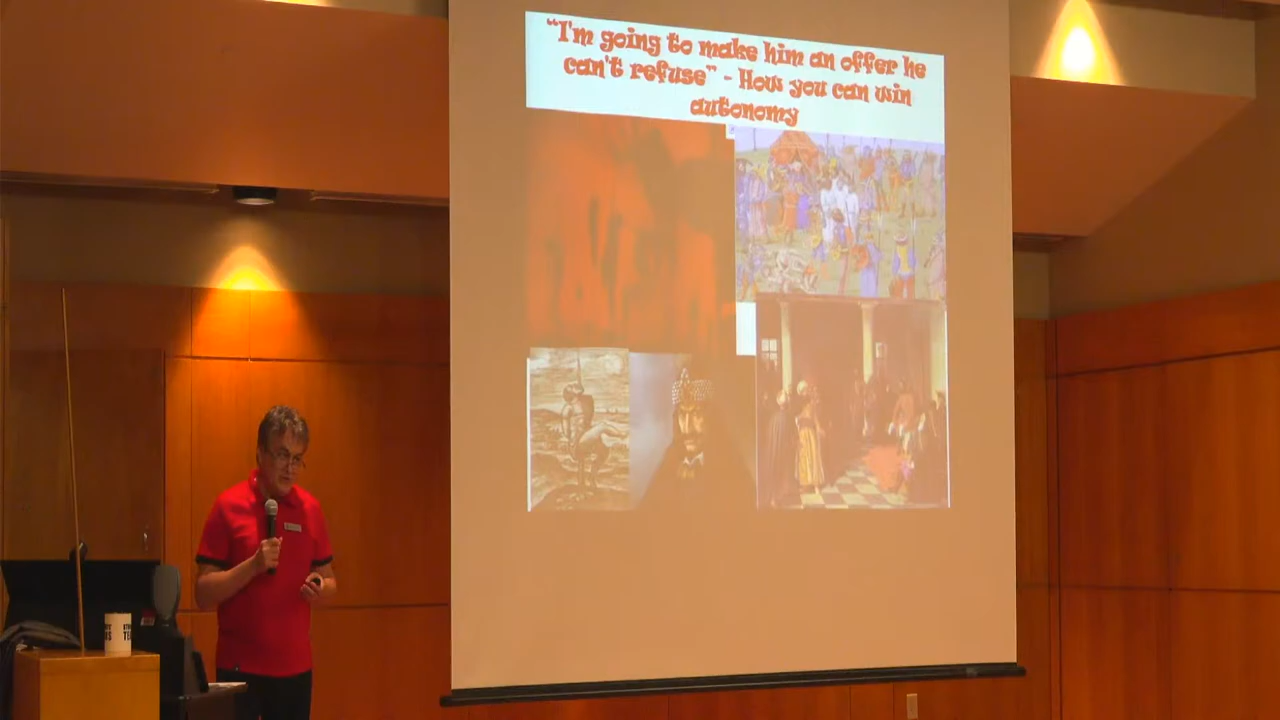 “I'm going to make him an offer he
can't refuse” - How you can win
autonomy